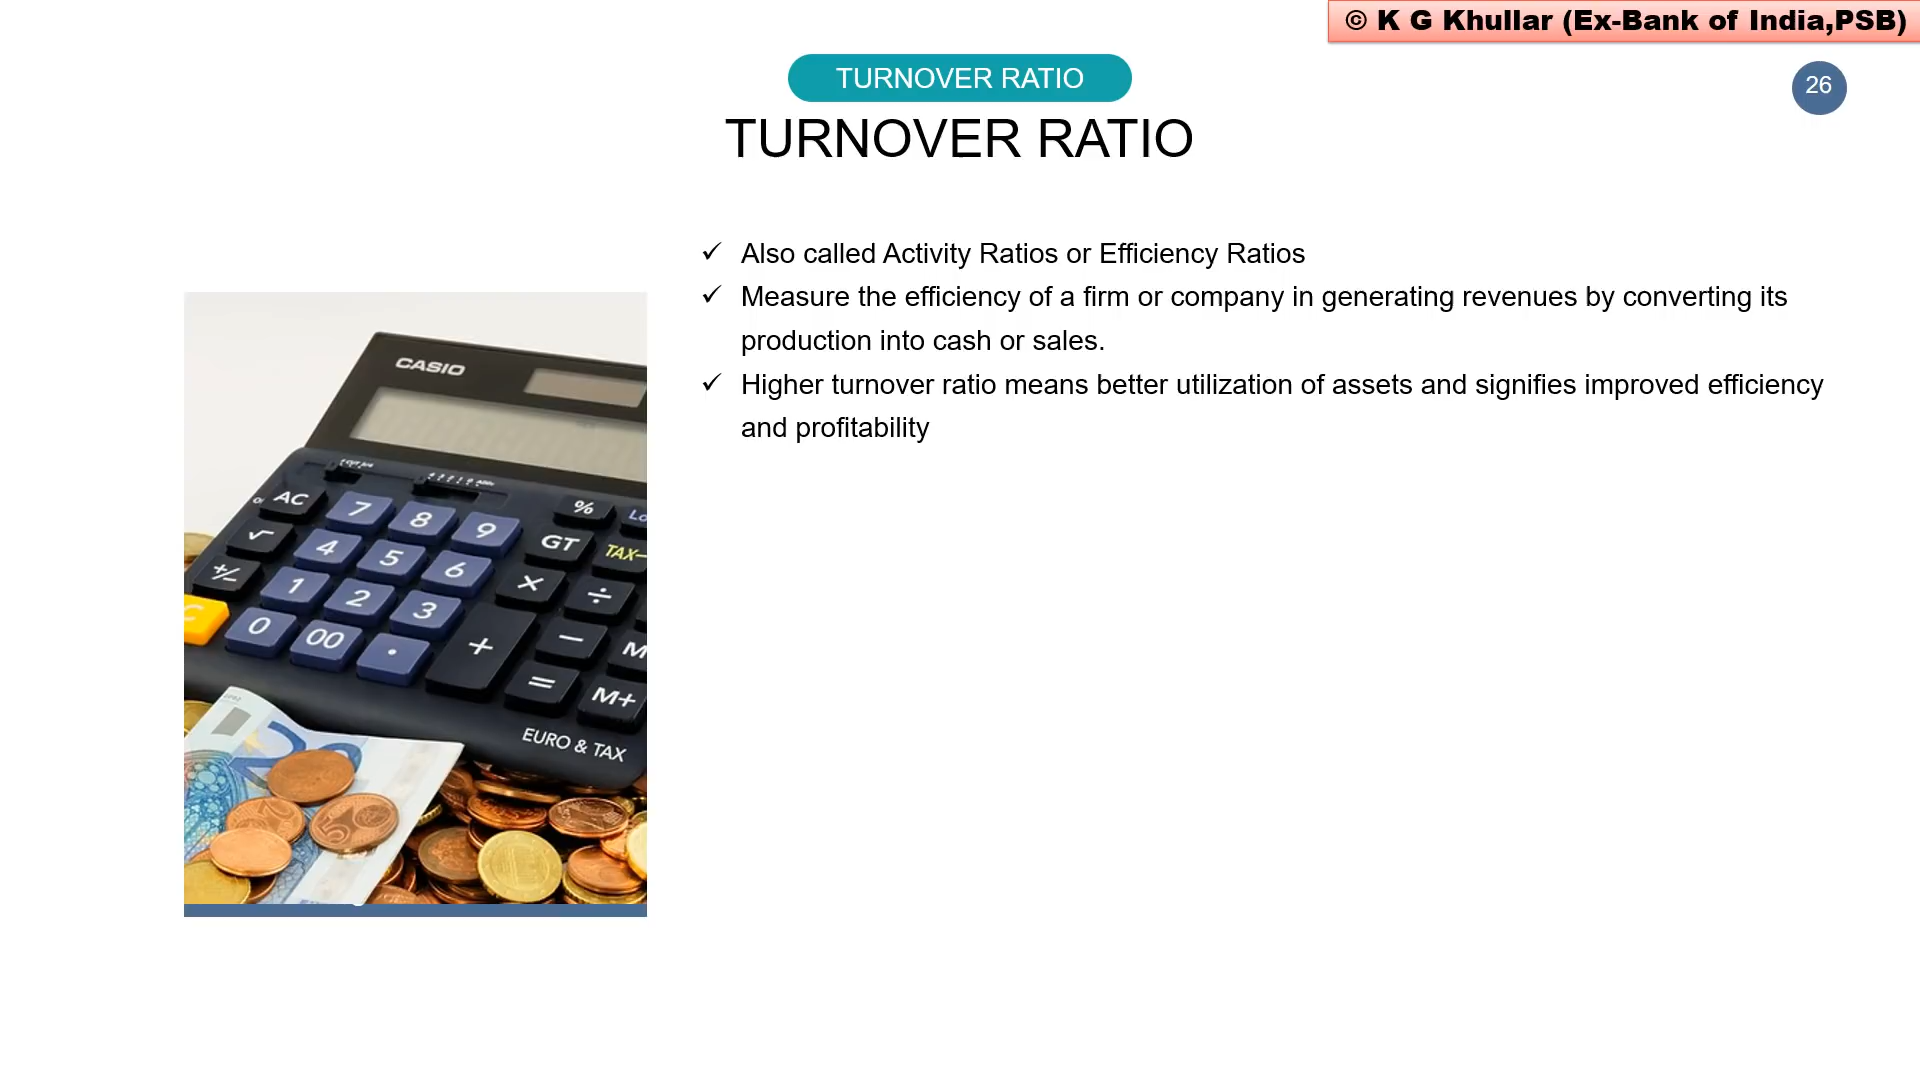 © K G Khullar (Ex-Bank of India,PSB)
TURNOVER RATIO
26
TURNOVER RATIO
✓ Also called Activity Ratios or Efficiency Ratios
✓ Measure the efficiency of a firm or company in generating revenues by converting its
production into cash or sales.
✓ Higher turnover ratio means better utilization of assets and signifies improved efficiency
and profitability
CASIO
AC 7 8 9 %
√ 4 5 6 GT TAX−
+/− 1 2 3 × ÷
C 0 00 · + − M
= M+
EURO & TAX
20
5